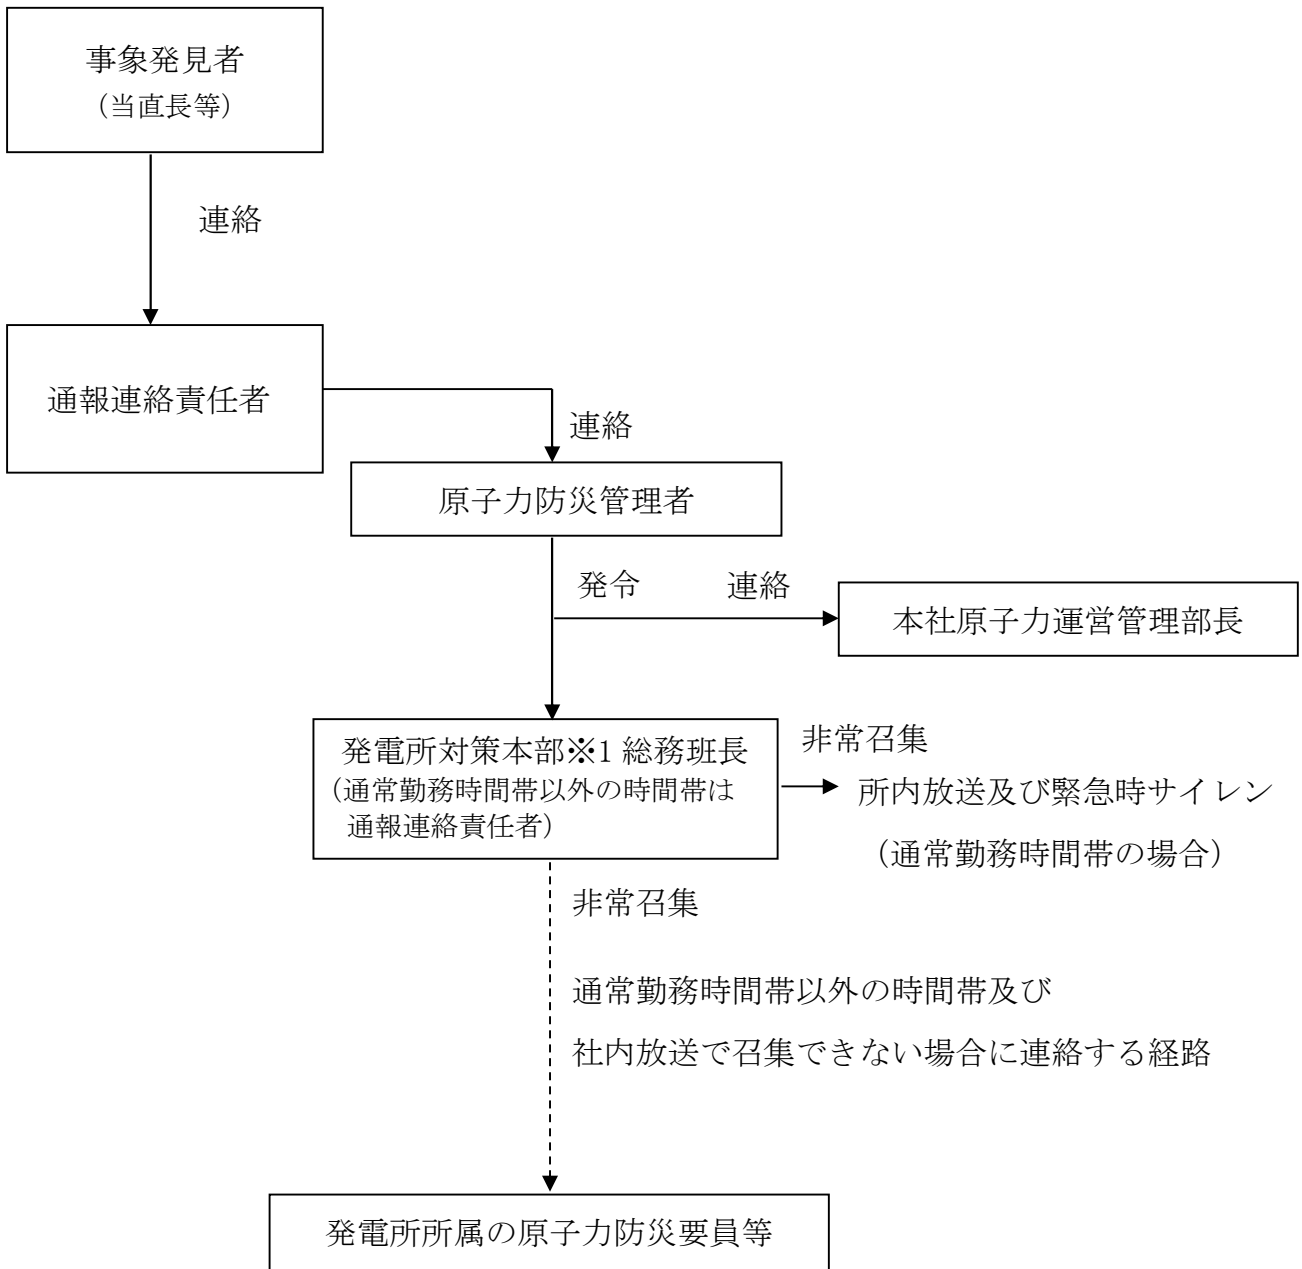 事象発見者
（当直長等）
連絡
通報連絡責任者
連絡
原子力防災管理者
発令
連絡
本社原子力運営管理部長
発電所対策本部※1 総務班長
（通常勤務時間帯以外の時間帯は
通報連絡責任者）
非常召集
所内放送及び緊急時サイレン
（通常勤務時間帯の場合）
非常召集
通常勤務時間帯以外の時間帯及び
社内放送で召集できない場合に連絡する経路
発電所所属の原子力防災要員等